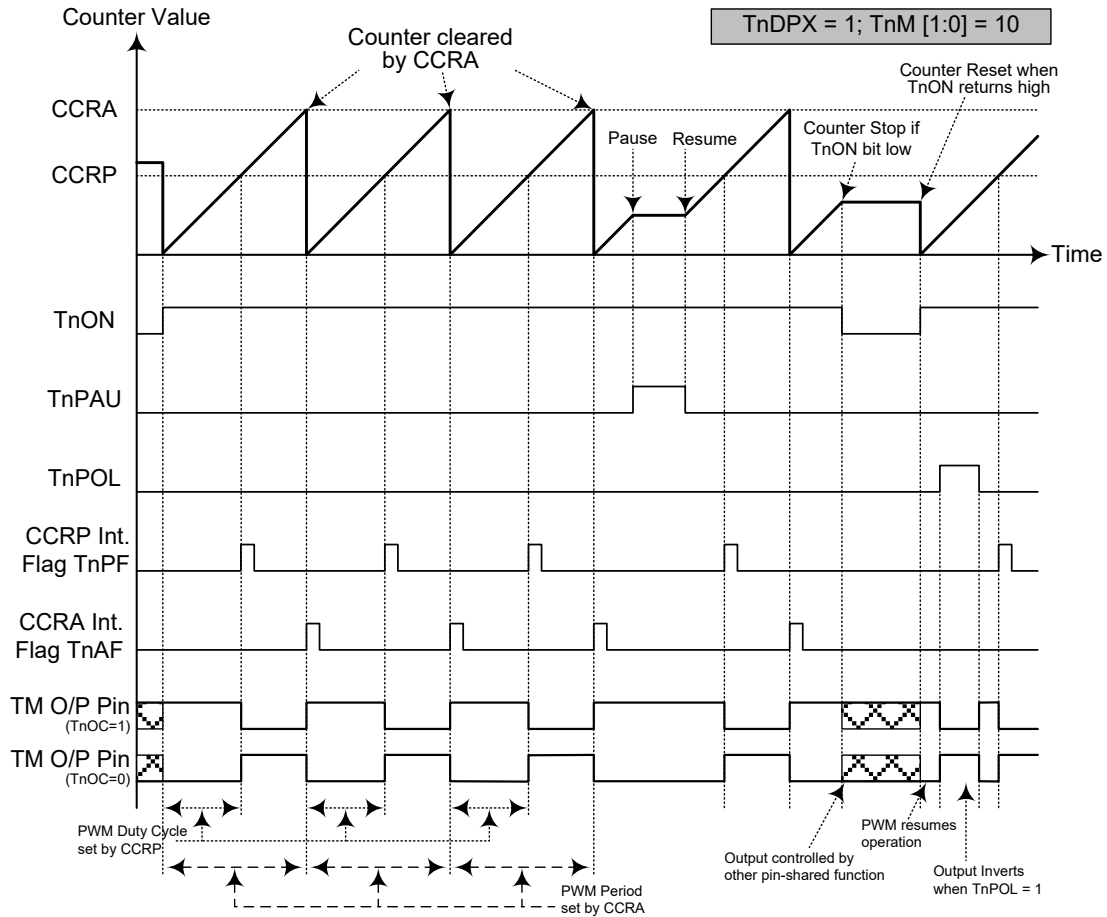 Counter Value
TnDPX = 1; TnM [1:0] = 10
Counter cleared
by CCRA
Counter Reset when
TnON returns high
CCRA
Counter Stop if
TnON bit low
Pause
Resume
CCRP
Time
TnON
TnPAU
TnPOL
CCRP Int.
Flag TnPF
CCRA Int.
Flag TnAF
TM O/P Pin
(TnOC=1)
TM O/P Pin
(TnOC=0)
PWM Duty Cycle
set by CCRP
PWM resumes
operation
Output controlled by
other pin-shared function
Output Inverts
when TnPOL = 1
PWM Period
set by CCRA